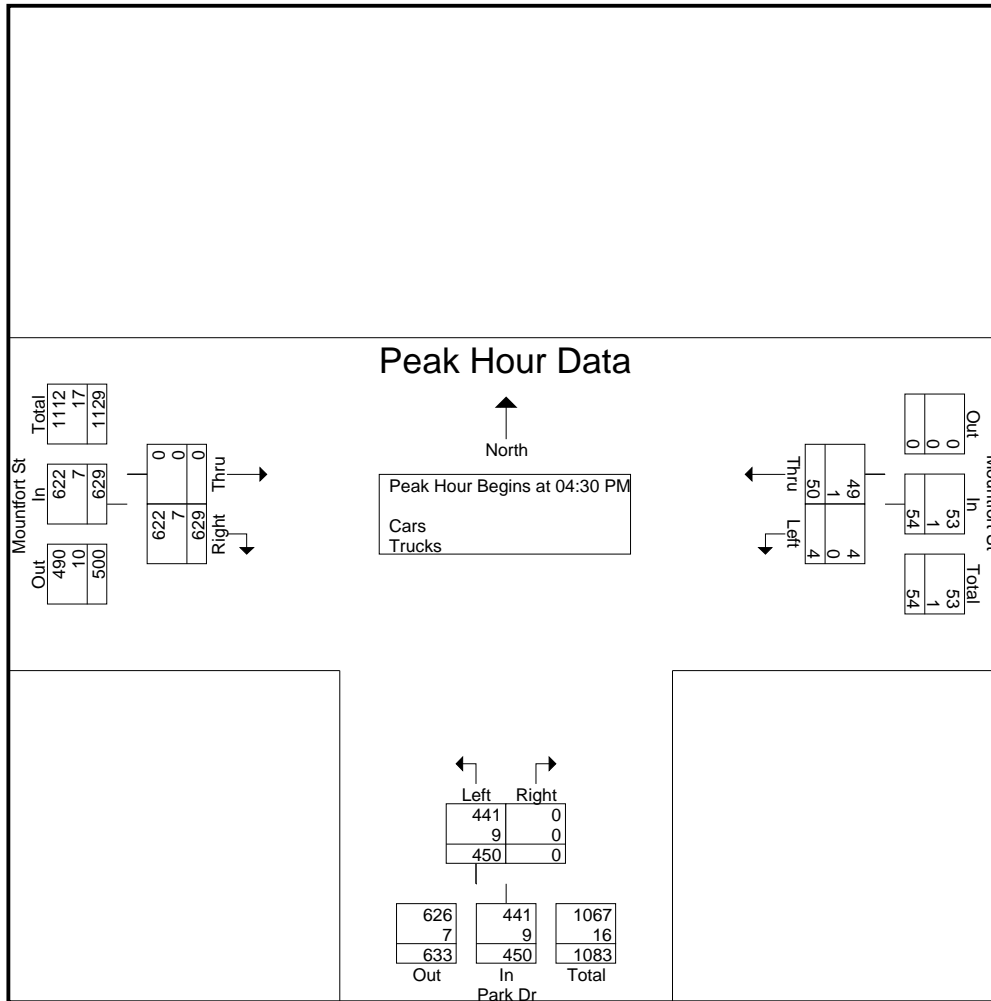 Peak Hour Data
North
Peak Hour Begins at 04:30 PM
Cars
Trucks
Mountfort St
Total
1112
17
1129
In
622
7
629
Out
490
10
500
Thru
0
0
0
Right
622
7
629
Thru
49
1
50
Left
4
0
4
Out
0
0
0
In
53
1
54
Total
53
1
54
Mountfort St
Left Right
441 0
9 0
450 0
626 441 1067
7 9 16
633 450 1083
Out In Total
Park Dr